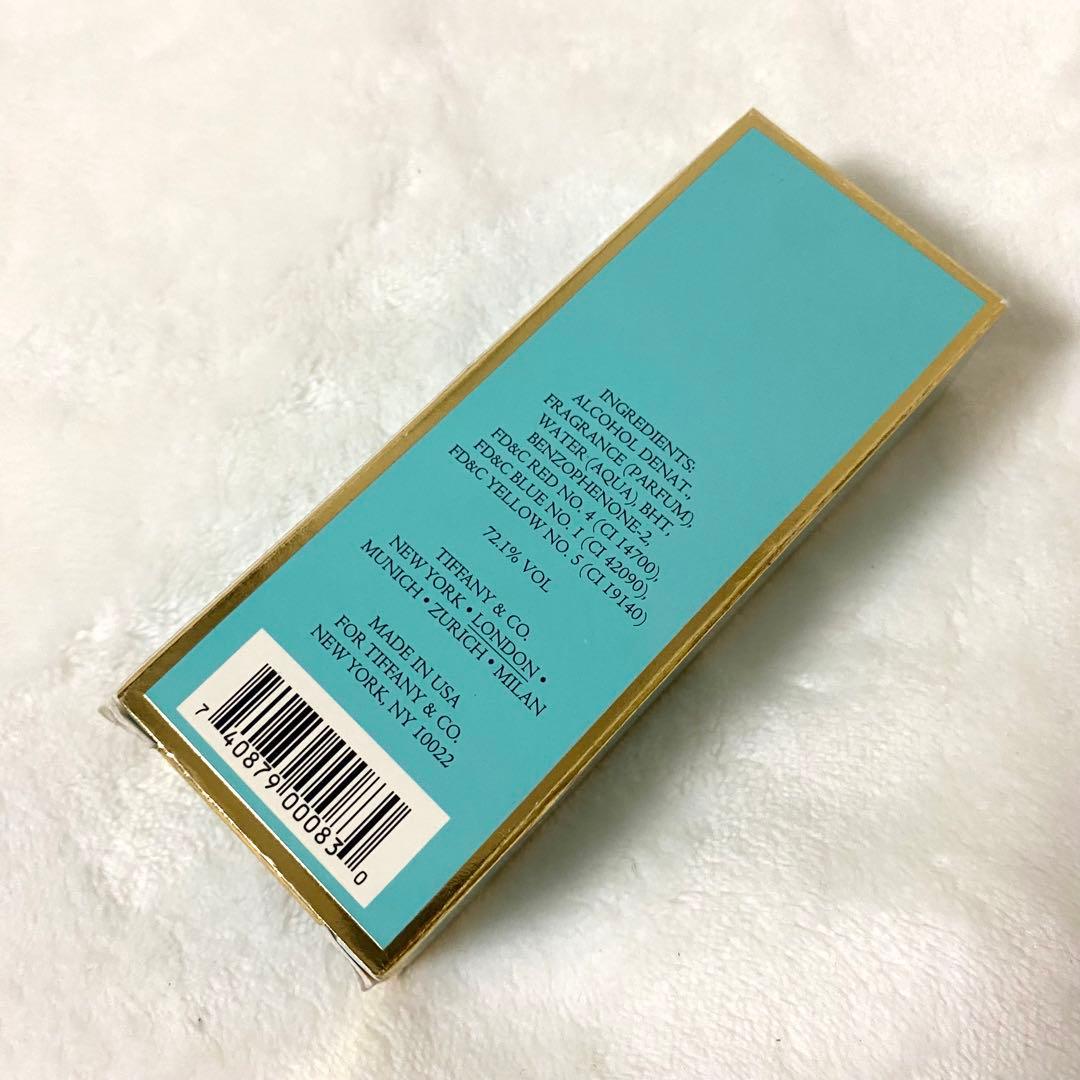 INGREDIENTS:
ALCOHOL DENAT.,
FRAGRANCE (PARFUM),
WATER (AQUA), BHT,
BENZOPHENONE-2,
FD&C RED NO. 4 (CI 14700),
FD&C BLUE NO. 1 (CI 42090),
FD&C YELLOW NO. 5 (CI 19140)
72.1% VOL
TIFFANY & CO.
NEW YORK • LONDON •
MUNICH • ZURICH • MILAN
MADE IN USA
FOR TIFFANY & CO.
NEW YORK, NY 10022
7 40879 00083 0